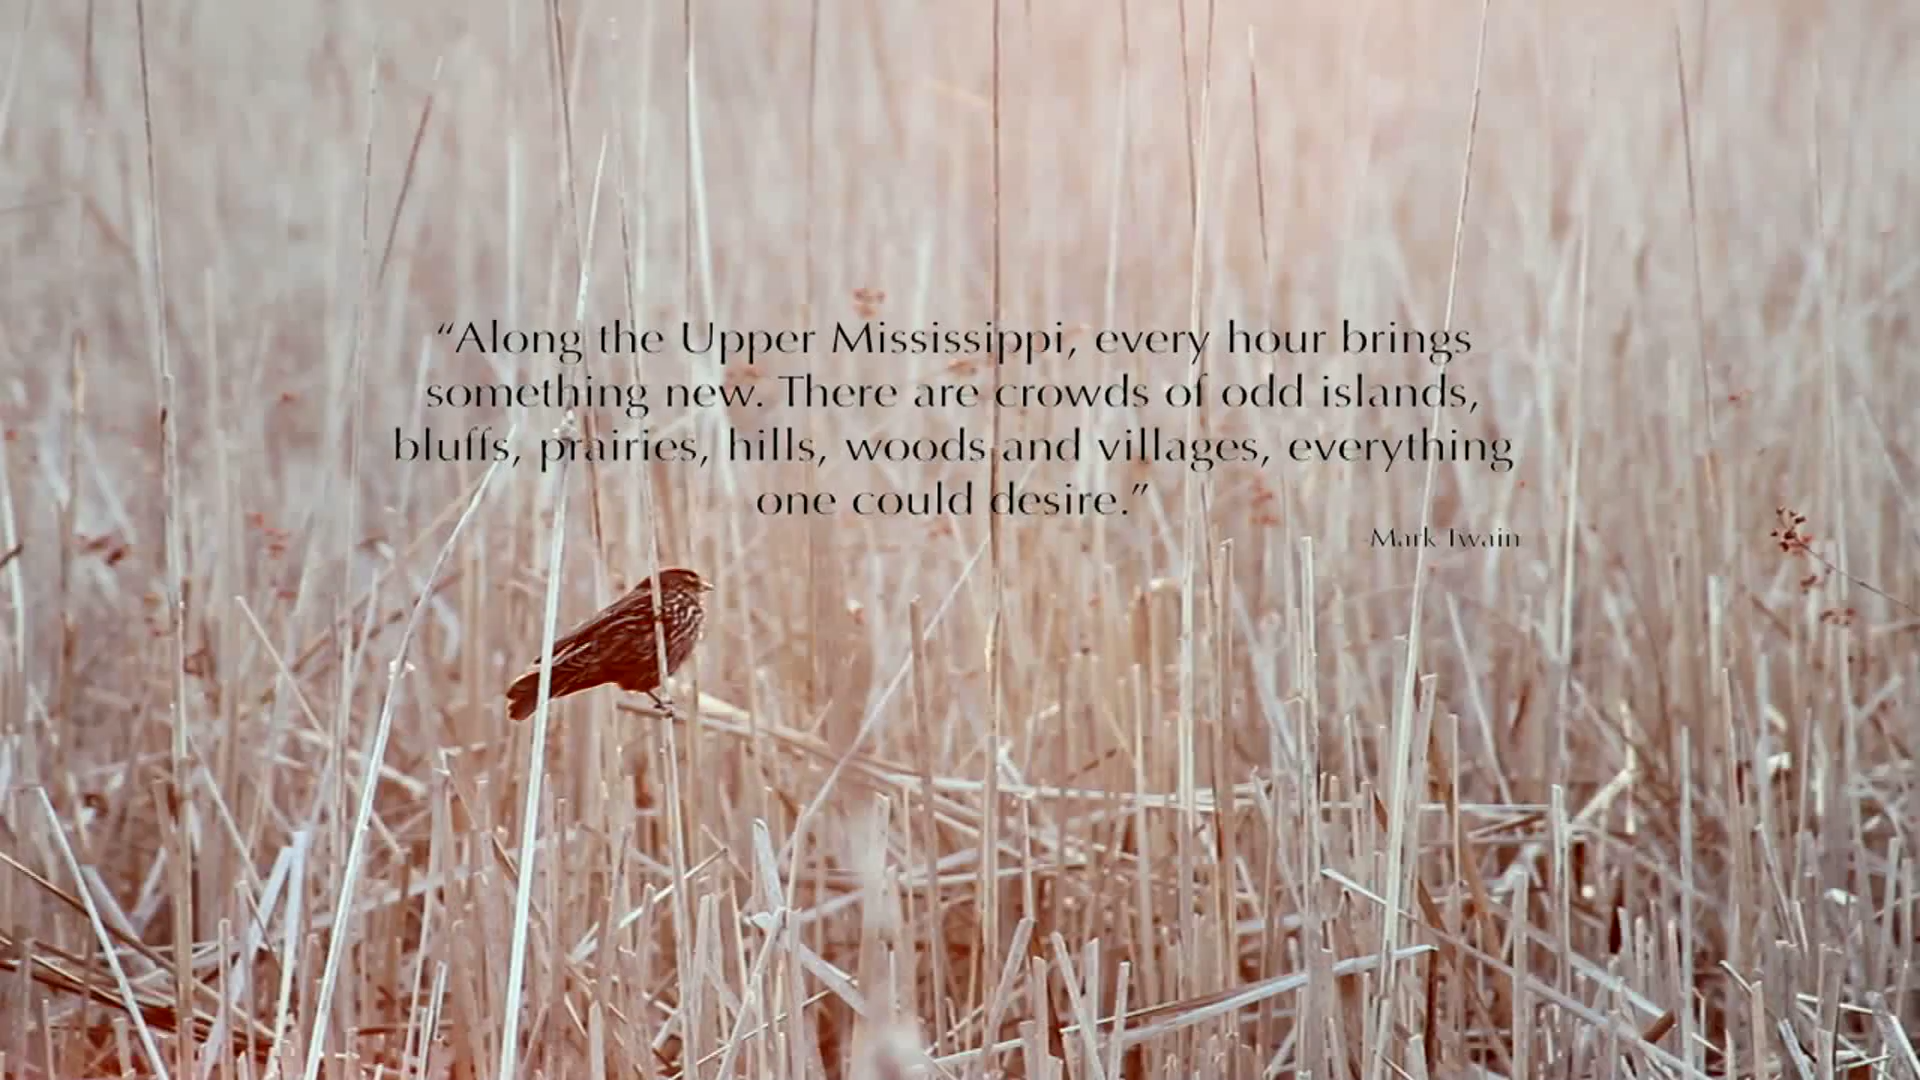 “Along the Upper Mississippi, every hour brings
something new. There are crowds of odd islands,
bluffs, prairies, hills, woods and villages, everything
one could desire.”
-Mark Twain